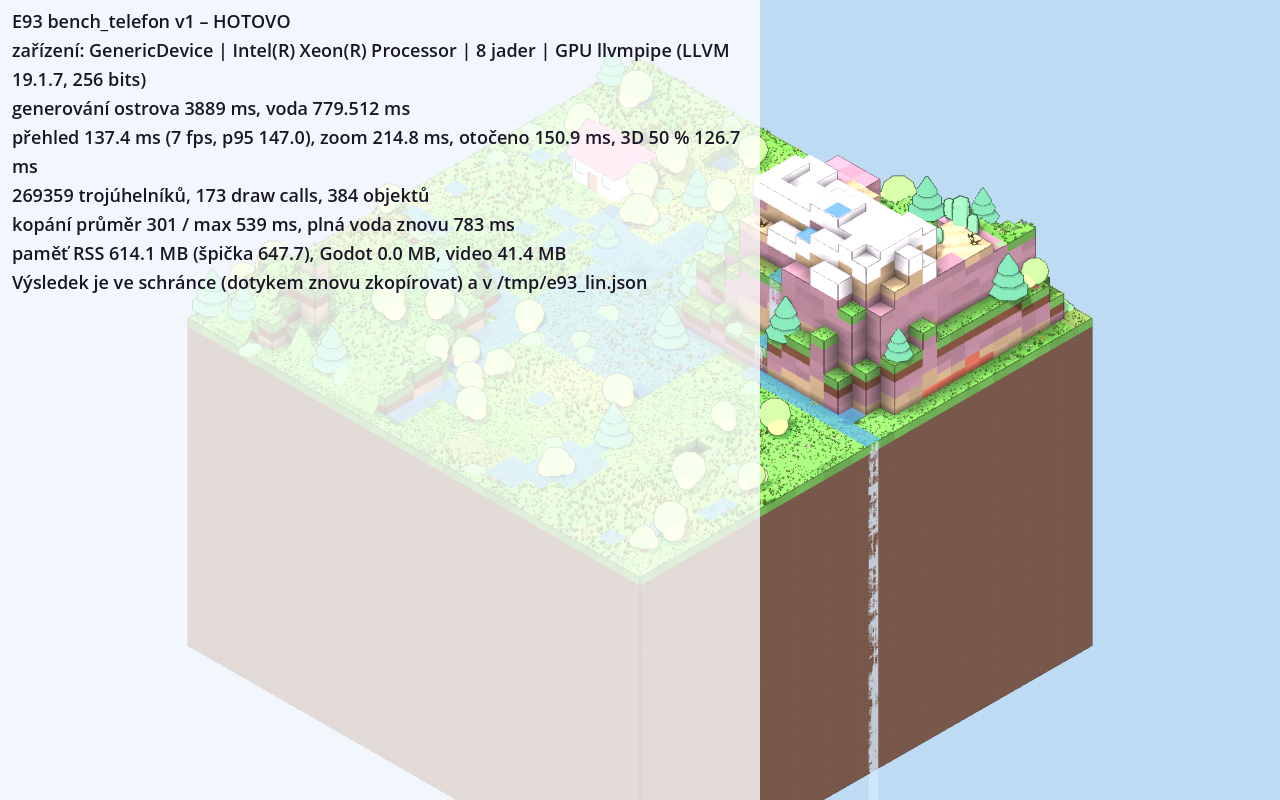 E93 bench_telefon v1 – HOTOVO
zařízení: GenericDevice | Intel(R) Xeon(R) Processor | 8 jader | GPU llvmpipe (LLVM
19.1.7, 256 bits)
generování ostrova 3889 ms, voda 779.512 ms
přehled 137.4 ms (7 fps, p95 147.0), zoom 214.8 ms, otočeno 150.9 ms, 3D 50 % 126.7
ms
269359 trojúhelníků, 173 draw calls, 384 objektů
kopání průměr 301 / max 539 ms, plná voda znovu 783 ms
paměť RSS 614.1 MB (špička 647.7), Godot 0.0 MB, video 41.4 MB
Výsledek je ve schránce (dotykem znovu zkopírovat) a v /tmp/e93_lin.json